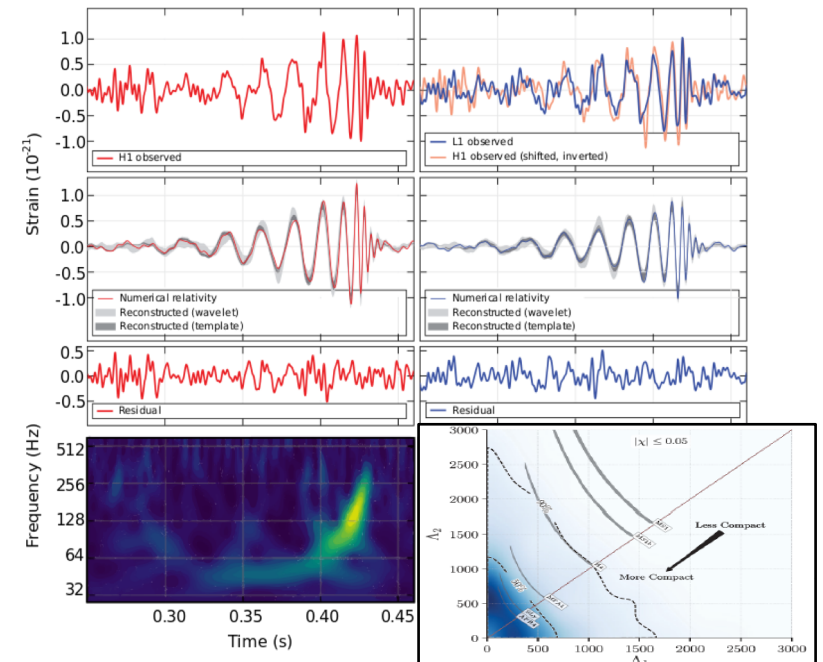 Strain (10⁻²¹)
1.0
0.5
0.0
-0.5
-1.0
H1 observed
L1 observed
H1 observed (shifted, inverted)
1.0
0.5
0.0
-0.5
-1.0
Numerical relativity
Reconstructed (wavelet)
Reconstructed (template)
Numerical relativity
Reconstructed (wavelet)
Reconstructed (template)
0.5
0.0
-0.5
Residual
Residual
Frequency (Hz)
512
256
128
64
32
0.30 0.35 0.40 0.45
Time (s)
Λ₂
3000
2500
2000
1500
1000
500
0
|χ| ≤ 0.05
Less Compact
More Compact
MS1
MS1b
H4
MPA1
0 500 1000 1500 2000 2500 3000